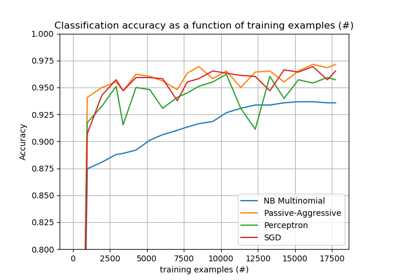 Classification accuracy as a function of training examples (#)
1.000
0.975
0.950
0.925
0.900
0.875
0.850
0.825
0.800
Accuracy
NB Multinomial
Passive-Aggressive
Perceptron
SGD
0 2500 5000 7500 10000 12500 15000 17500
training examples (#)